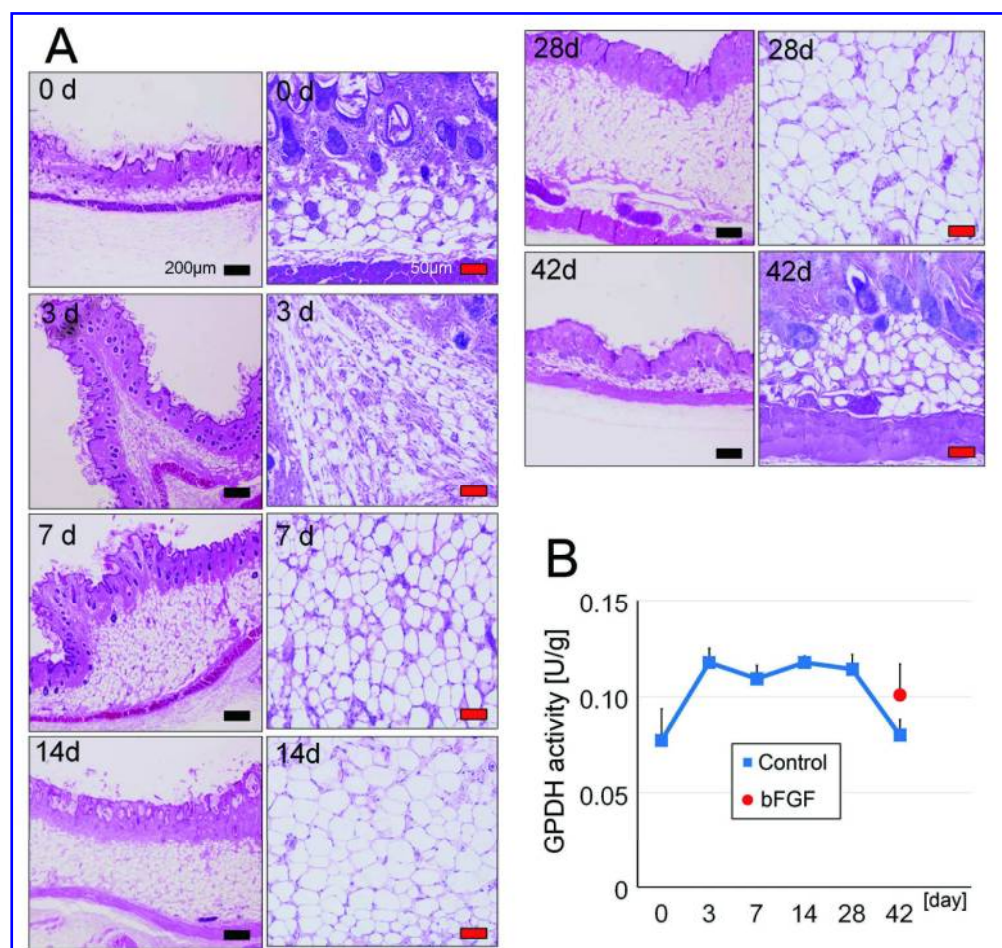 A
0 d
0 d
200µm
50µm
3 d
3 d
7 d
7 d
14d
14d
28d
28d
42d
42d
B
GPDH activity [U/g]
0.15
0.10
0.05
0
Control
bFGF
0 3 7 14 28 42 [day]